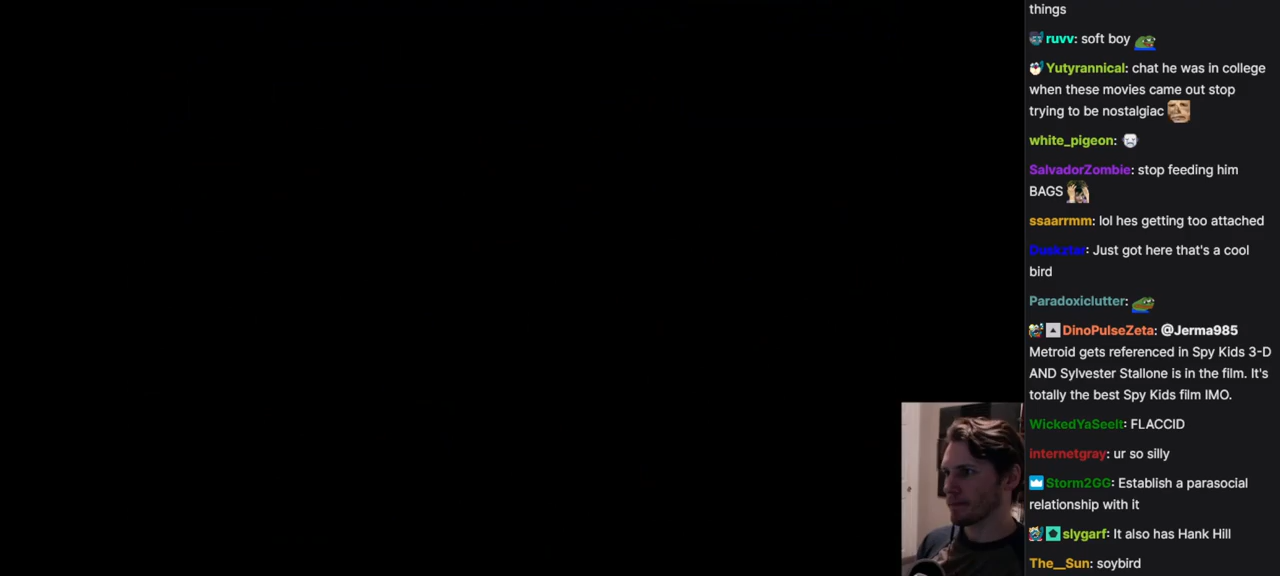 things
ruvv: soft boy
Yutyrannical: chat he was in college
when these movies came out stop
trying to be nostalgiac
white_pigeon:
SalvadorZombie: stop feeding him
BAGS
ssaarrmm: lol hes getting too attached
Duskztar: Just got here that's a cool
bird
Paradoxiclutter:
DinoPulseZeta: @Jerma985
Metroid gets referenced in Spy Kids 3-D
AND Sylvester Stallone is in the film. It's
totally the best Spy Kids film IMO.
WickedYaSeeIt: FLACCID
internetgray: ur so silly
Storm2GG: Establish a parasocial
relationship with it
slygarf: It also has Hank Hill
The__Sun: soybird